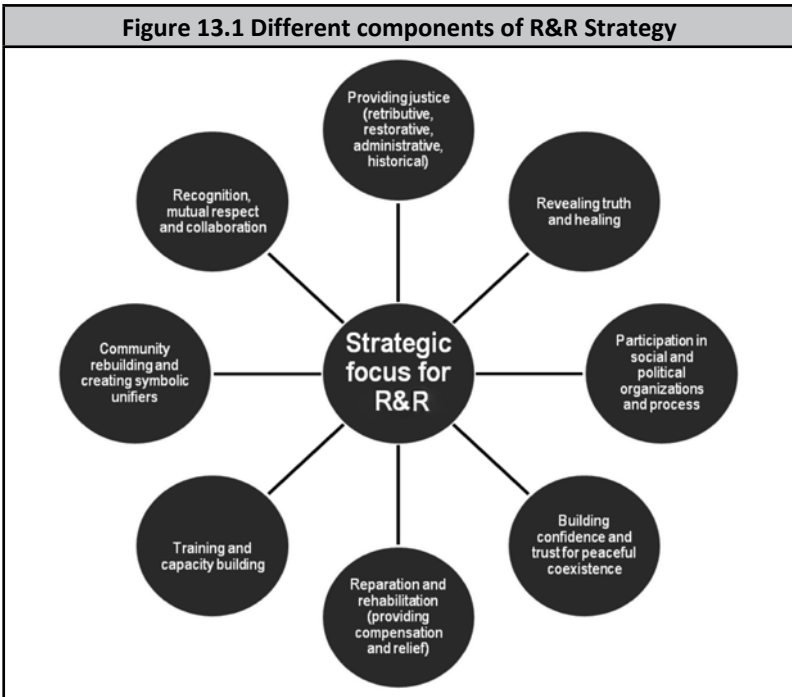 Figure 13.1 Different components of R&R Strategy
Providing justice
(retributive,
restorative,
administrative,
historical)
Revealing truth
and healing
Participation in
social and
political
organizations
and process
Building
confidence and
trust for peaceful
coexistence
Reparation and
rehabilitation
(providing
compensation
and relief)
Training and
capacity building
Community
rebuilding and
creating symbolic
unifiers
Recognition,
mutual respect
and collaboration
Strategic
focus for
R&R